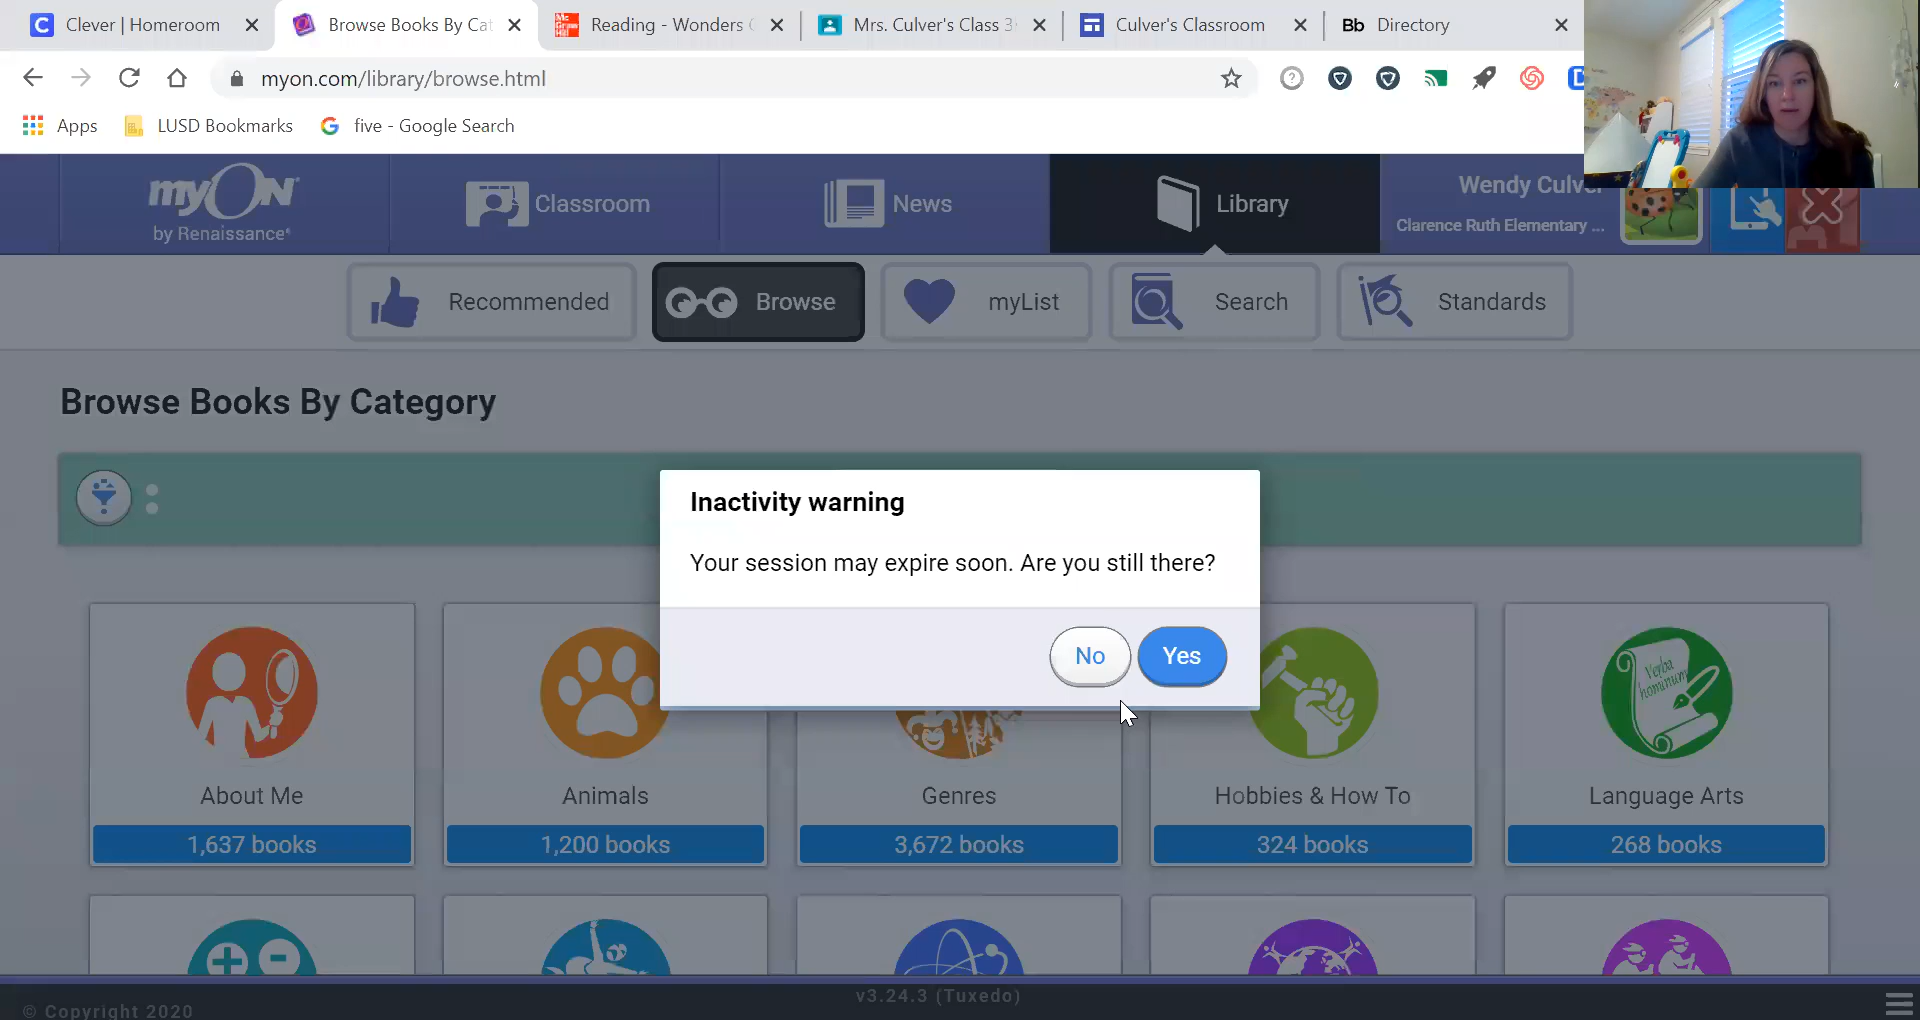 Clever | Homeroom
Browse Books By Cat
Reading - Wonders
Mrs. Culver's Class 3
Culver's Classroom
Bb Directory
myon.com/library/browse.html
Apps
LUSD Bookmarks
five - Google Search
myON
by Renaissance
Classroom
News
Library
Wendy Culver
Clarence Ruth Elementary ...
Recommended
Browse
myList
Search
Standards
Browse Books By Category
Inactivity warning
Your session may expire soon. Are you still there?
No
Yes
Verba hominum
About Me
Animals
Genres
Hobbies & How To
Language Arts
1,637 books
1,200 books
3,672 books
324 books
268 books
v3.24.3 (Tuxedo)
© Copyright 2020